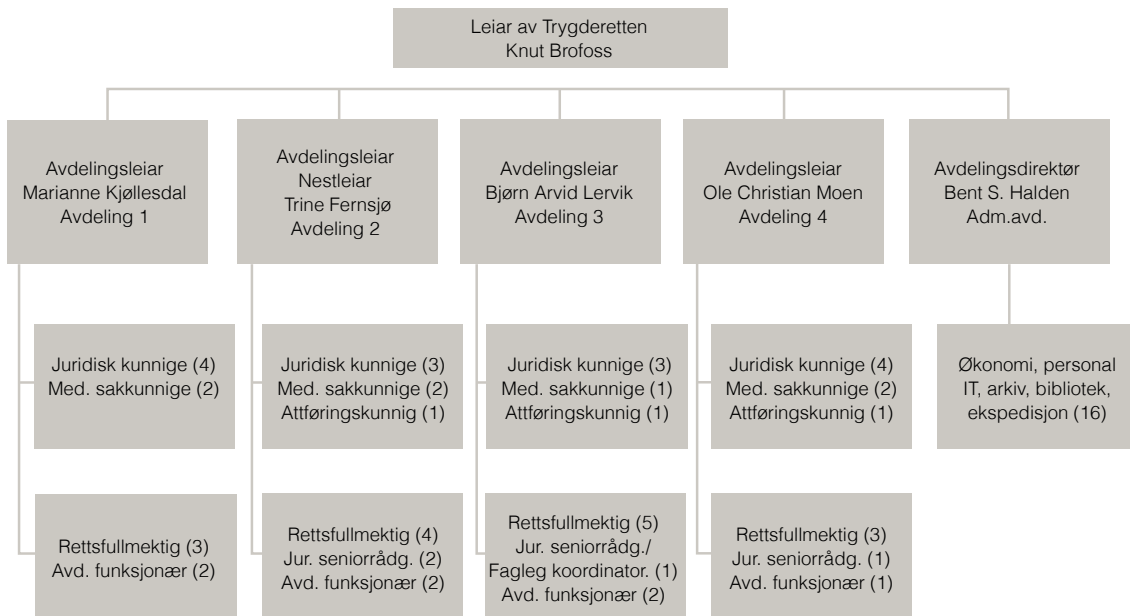 Leiar av Trygderetten
Knut Brofoss
Avdelingsleiar
Marianne Kjøllesdal
Avdeling 1
Avdelingsleiar
Nestleiar
Trine Fernsjø
Avdeling 2
Avdelingsleiar
Bjørn Arvid Lervik
Avdeling 3
Avdelingsleiar
Ole Christian Moen
Avdeling 4
Avdelingsdirektør
Bent S. Halden
Adm.avd.
Juridisk kunnige (4)
Med. sakkunnige (2)
Juridisk kunnige (3)
Med. sakkunnige (2)
Attføringskunnig (1)
Juridisk kunnige (3)
Med. sakkunnige (1)
Attføringskunnig (1)
Juridisk kunnige (4)
Med. sakkunnige (2)
Attføringskunnig (1)
Økonomi, personal
IT, arkiv, bibliotek,
ekspedisjon (16)
Rettsfullmektig (3)
Avd. funksjonær (2)
Rettsfullmektig (4)
Jur. seniorrådg. (2)
Avd. funksjonær (2)
Rettsfullmektig (5)
Jur. seniorrådg./
Fagleg koordinator. (1)
Avd. funksjonær (2)
Rettsfullmektig (3)
Jur. seniorrådg. (1)
Avd. funksjonær (1)